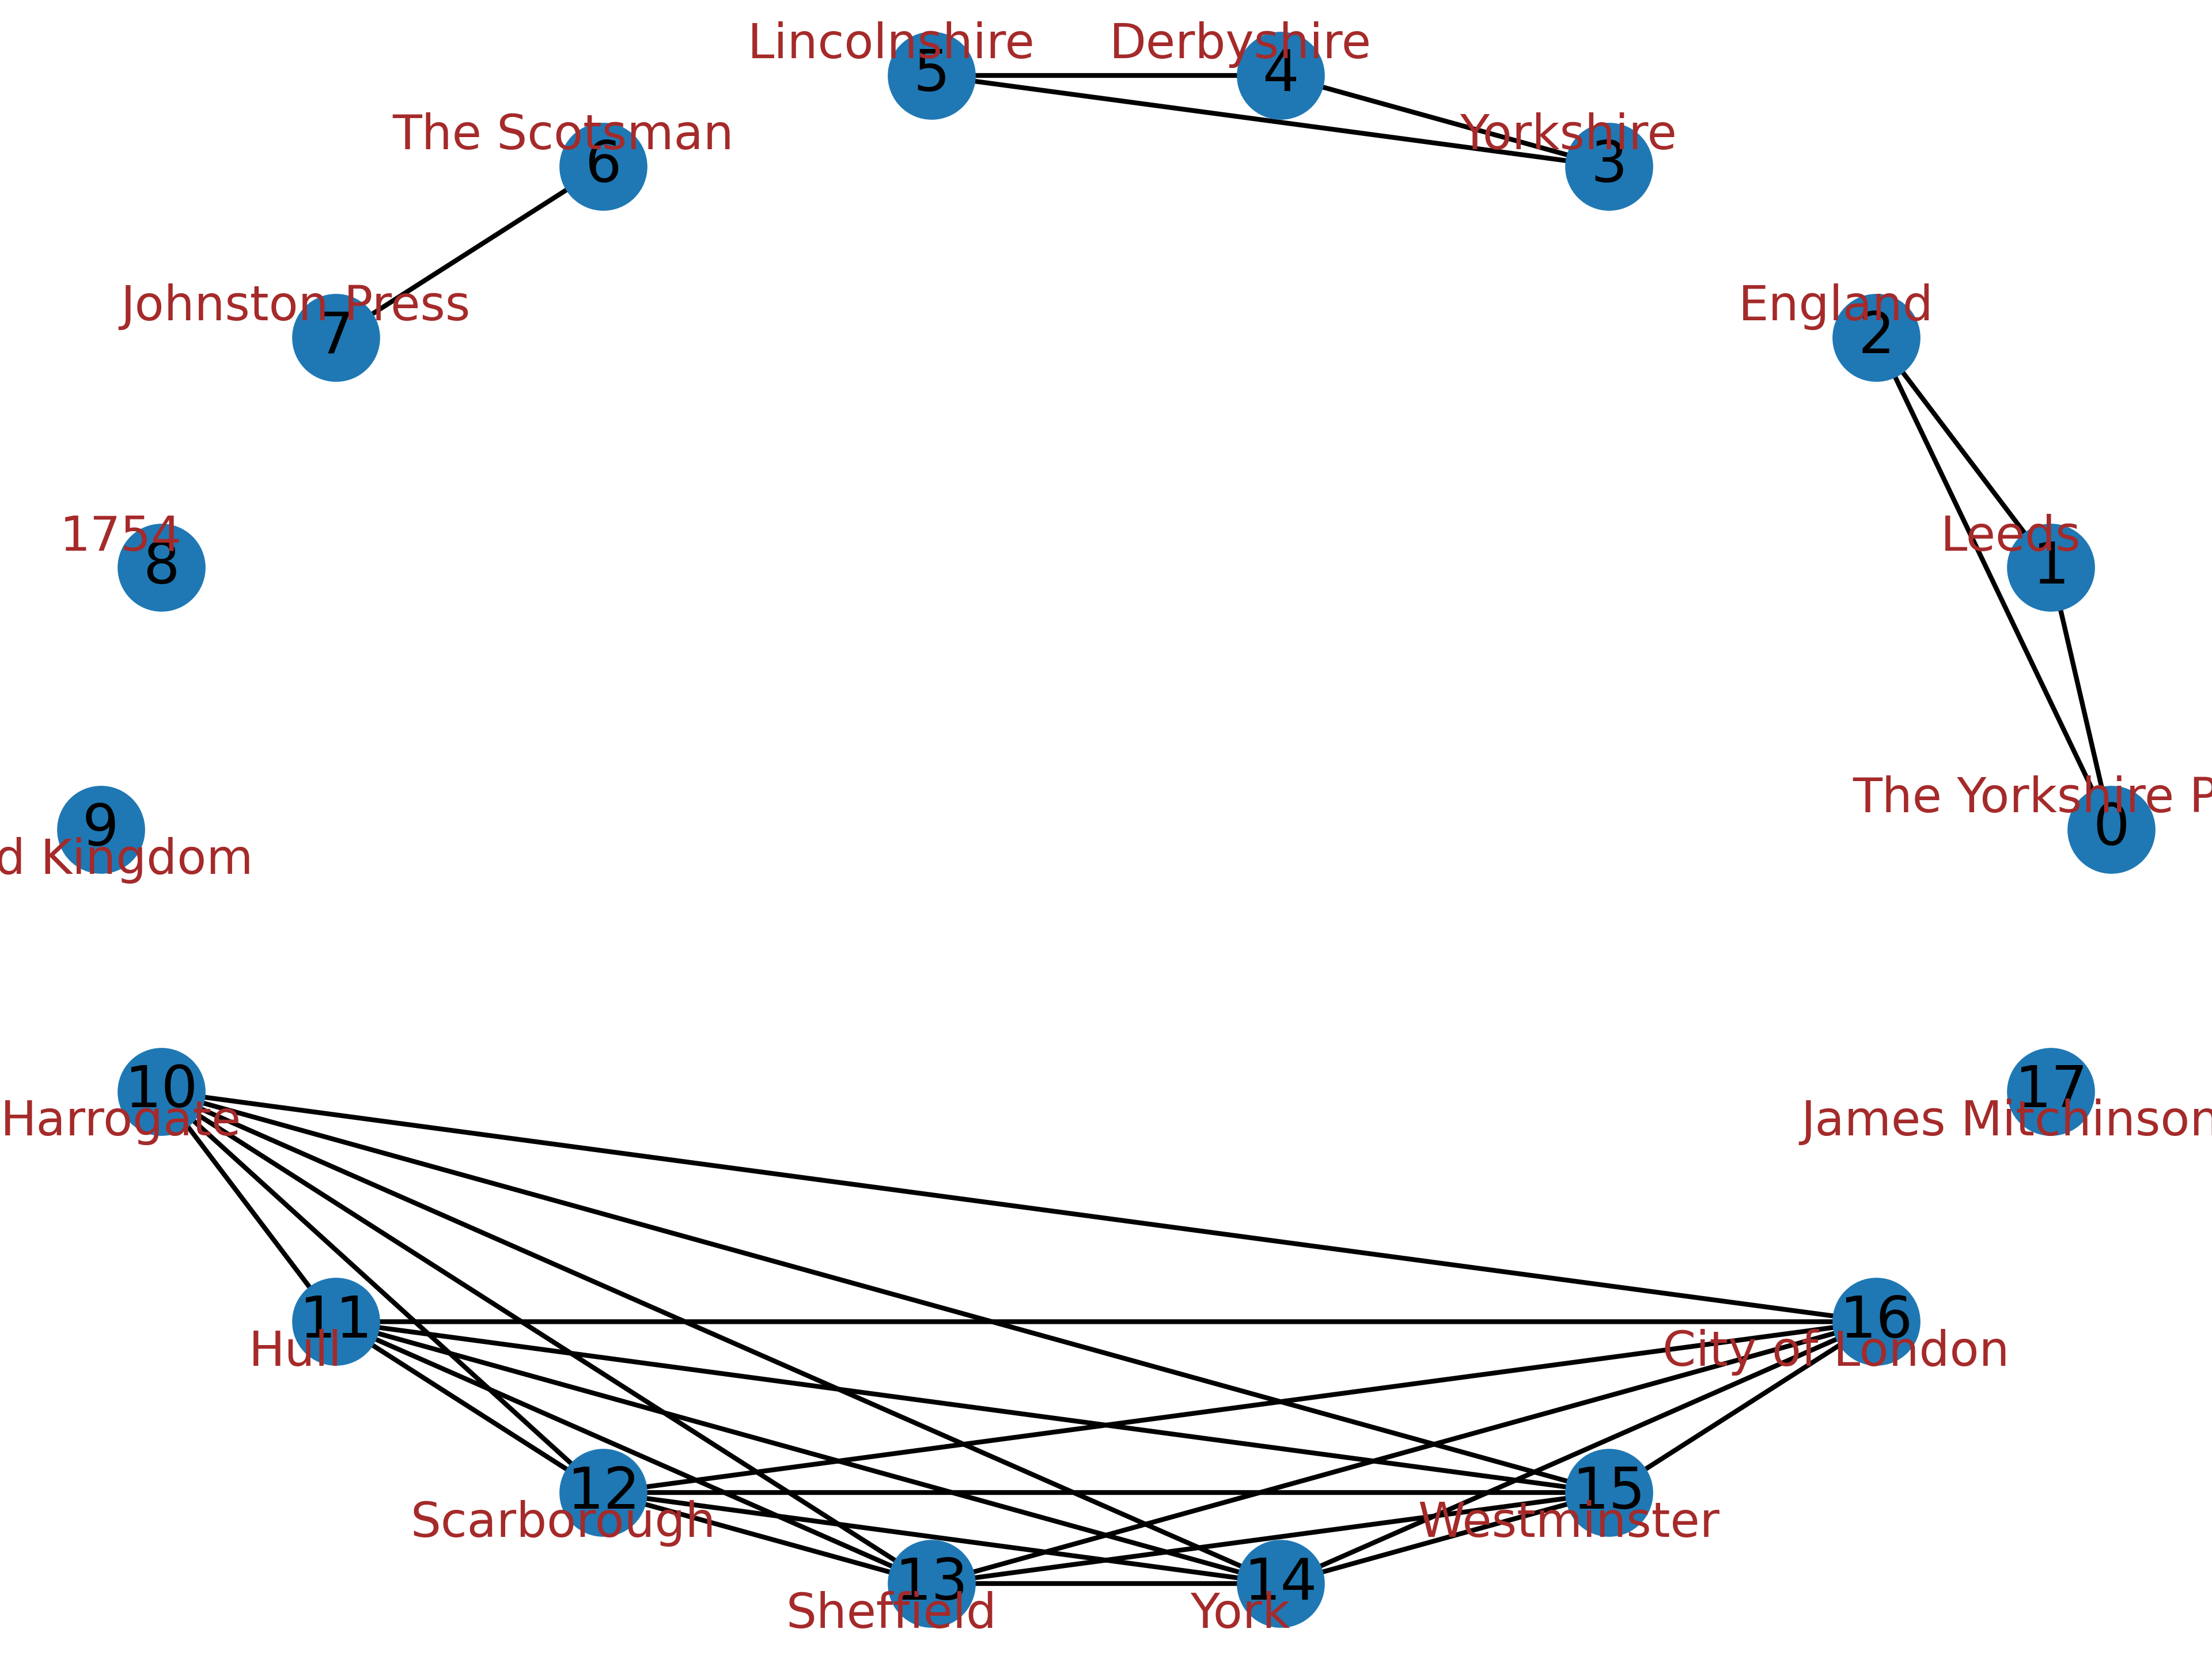 Lincolnshire
5
Derbyshire
4
The Scotsman
6
Yorkshire
3
Johnston Press
7
England
2
1754
8
Leeds
1
The Yorkshire P
0
9
d Kingdom
10
Harrogate
17
James Mitchinson
11
Hull
16
City of London
12
Scarborough
15
Westminster
13
Sheffield
14
York